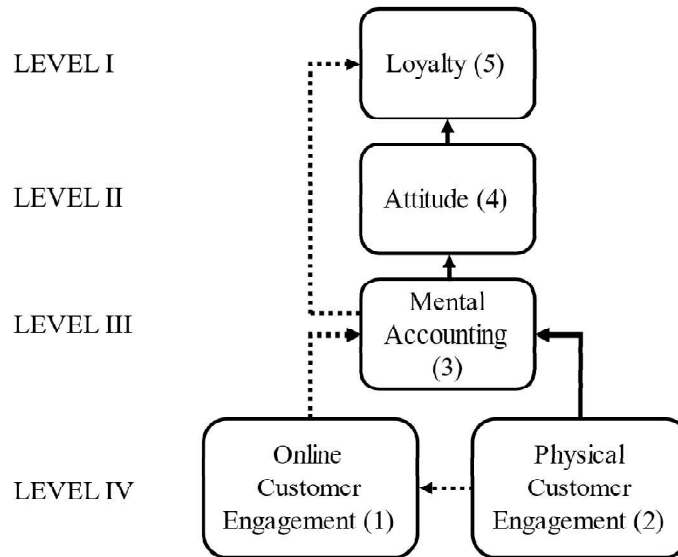 LEVEL I
Loyalty (5)
LEVEL II
Attitude (4)
LEVEL III
Mental
Accounting
(3)
LEVEL IV
Online
Customer
Engagement (1)
Physical
Customer
Engagement (2)